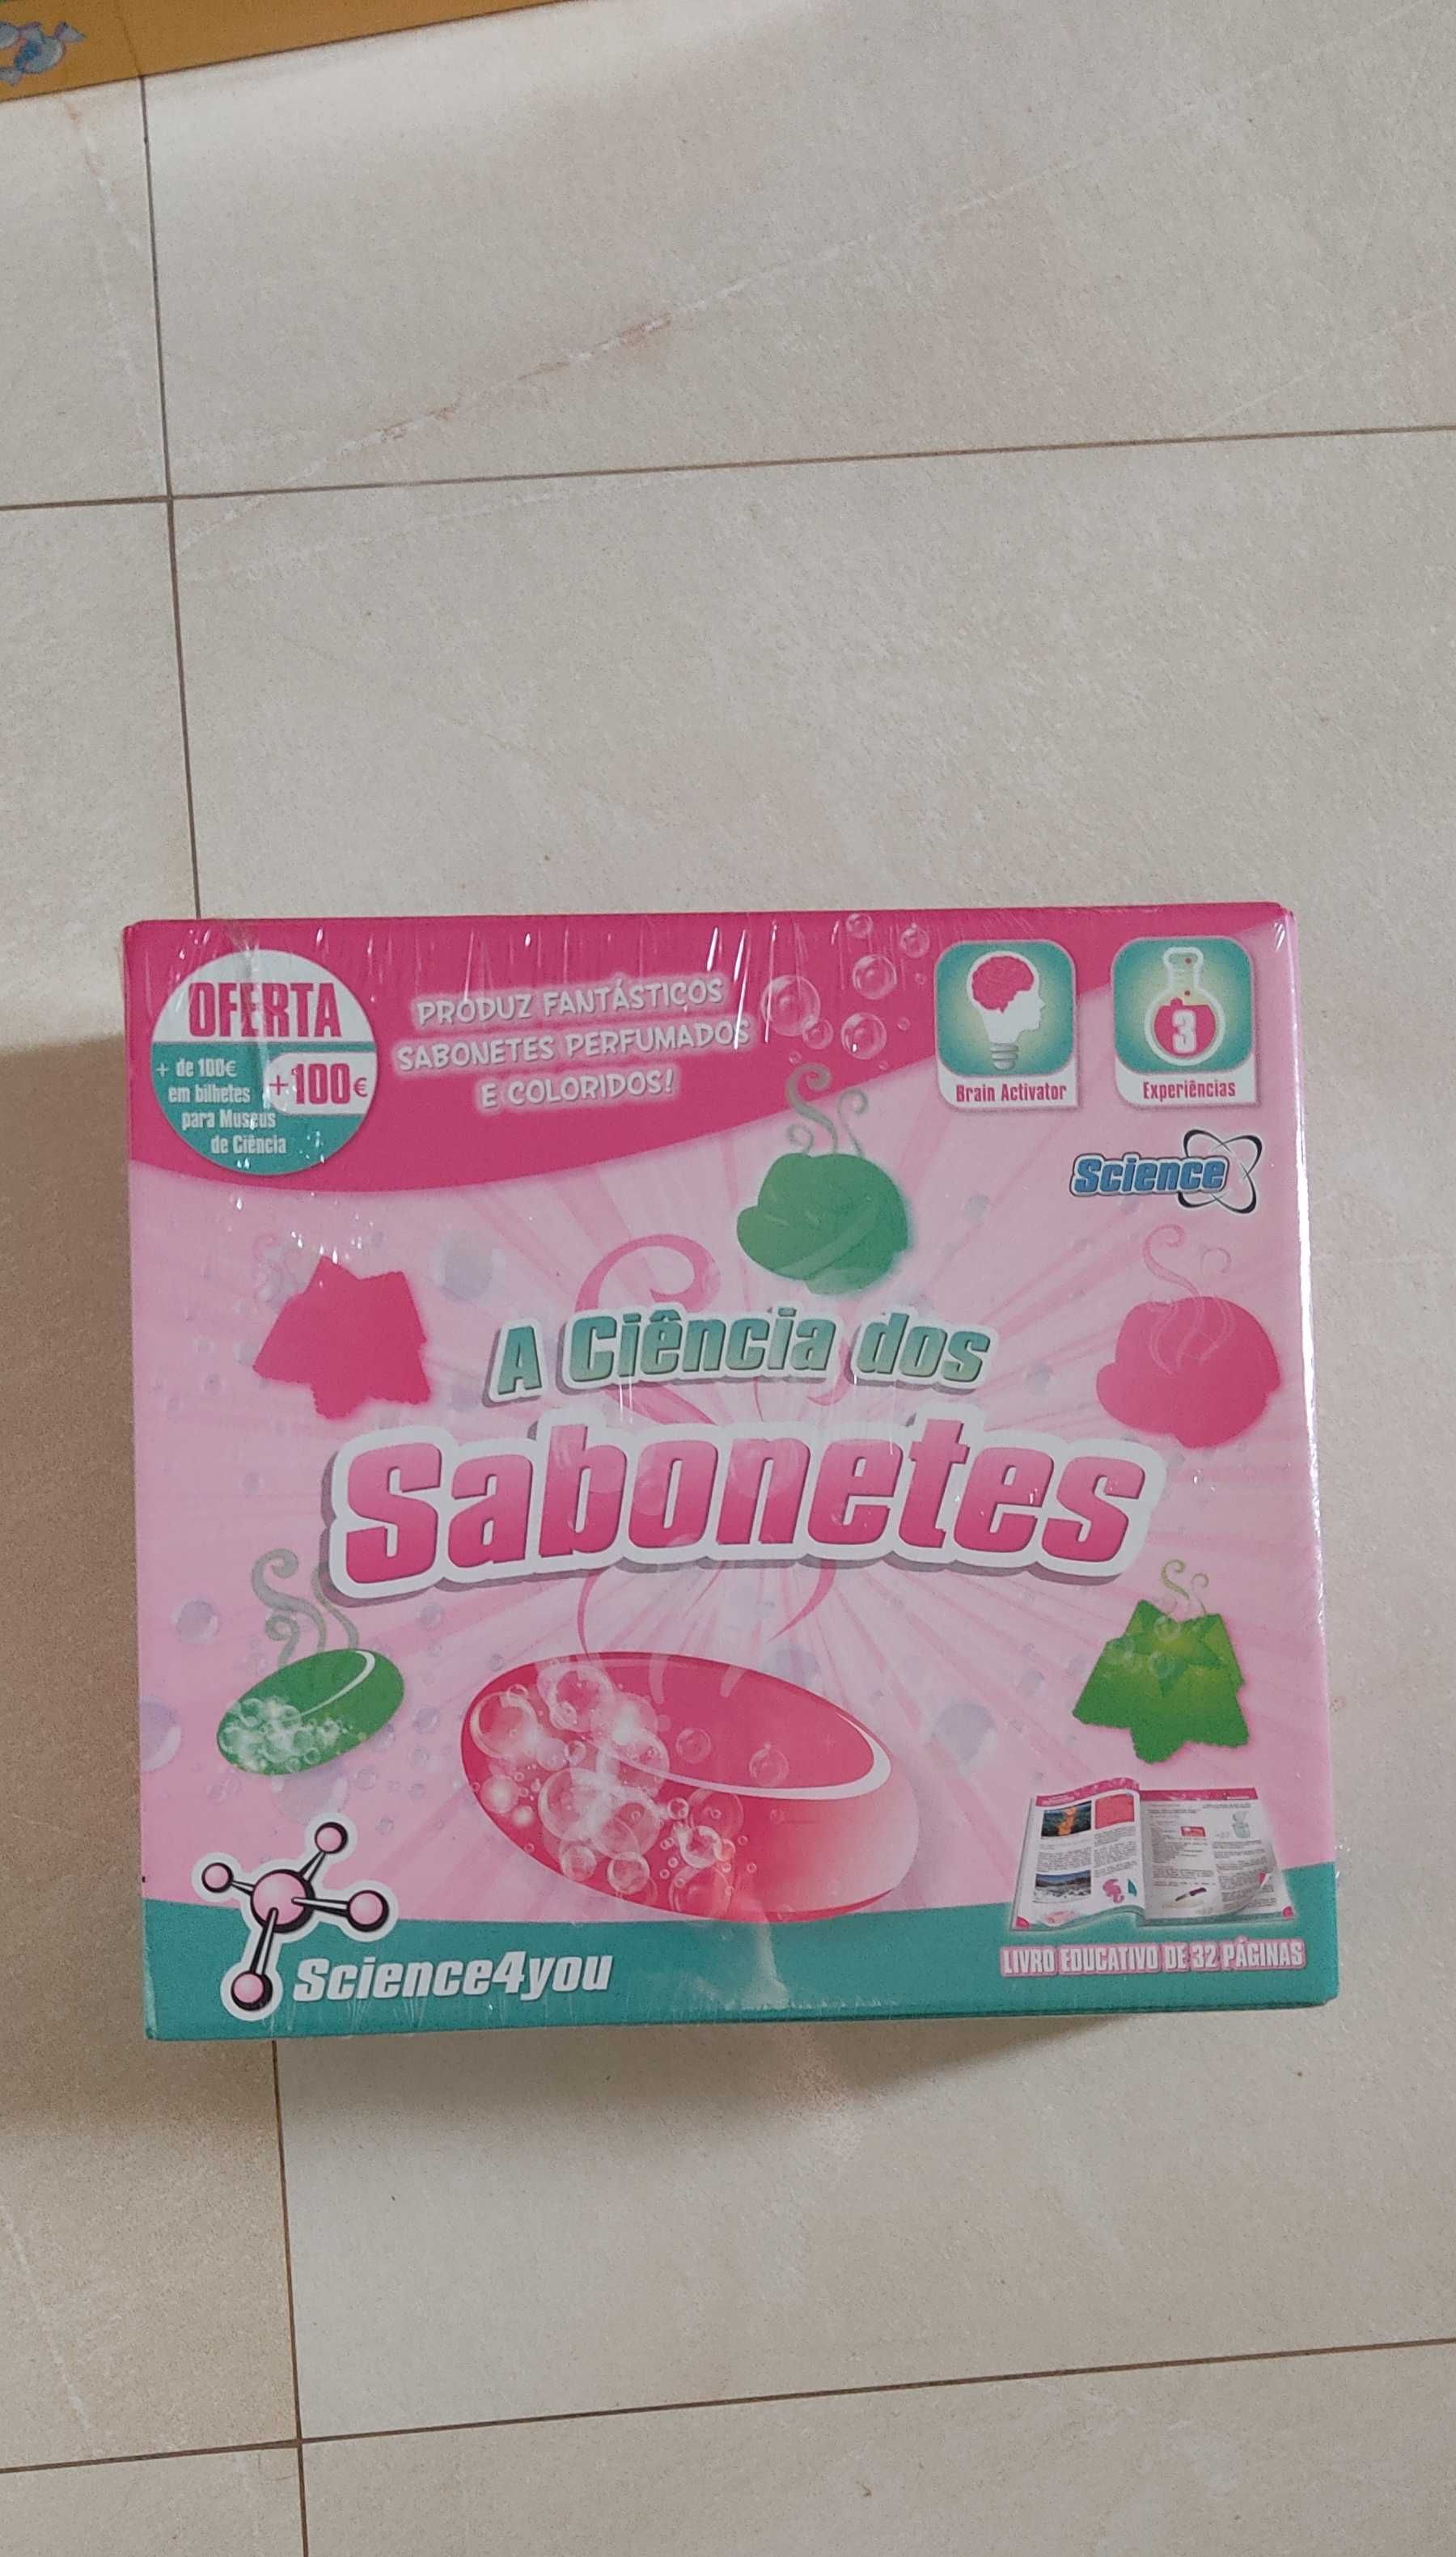 OFERTA
+ de 100€
em bilhetes
para Museus
de Ciência
+100€
PRODUZ FANTÁSTICOS
SABONETES PERFUMADOS
E COLORIDOS!
Brain Activator
3
Experiências
Science
A Ciência dos
Sabonetes
Science4you
LIVRO EDUCATIVO DE 32 PÁGINAS